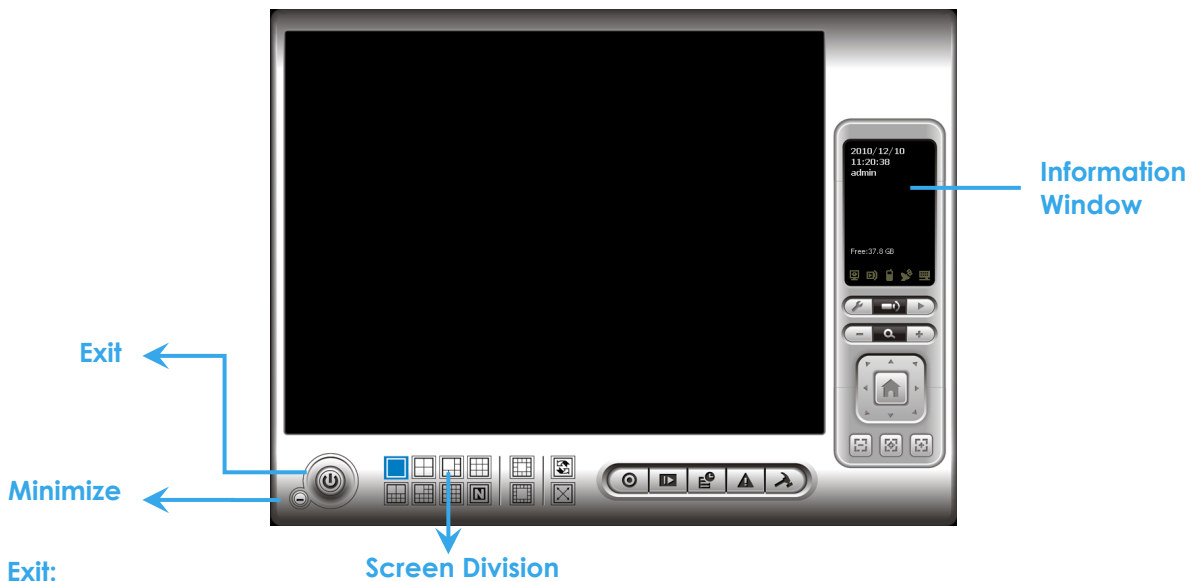 2010/12/10
11:20:38
admin
Information
Window
Free:37.8 GB
Exit
Minimize
N
Screen Division
Exit: